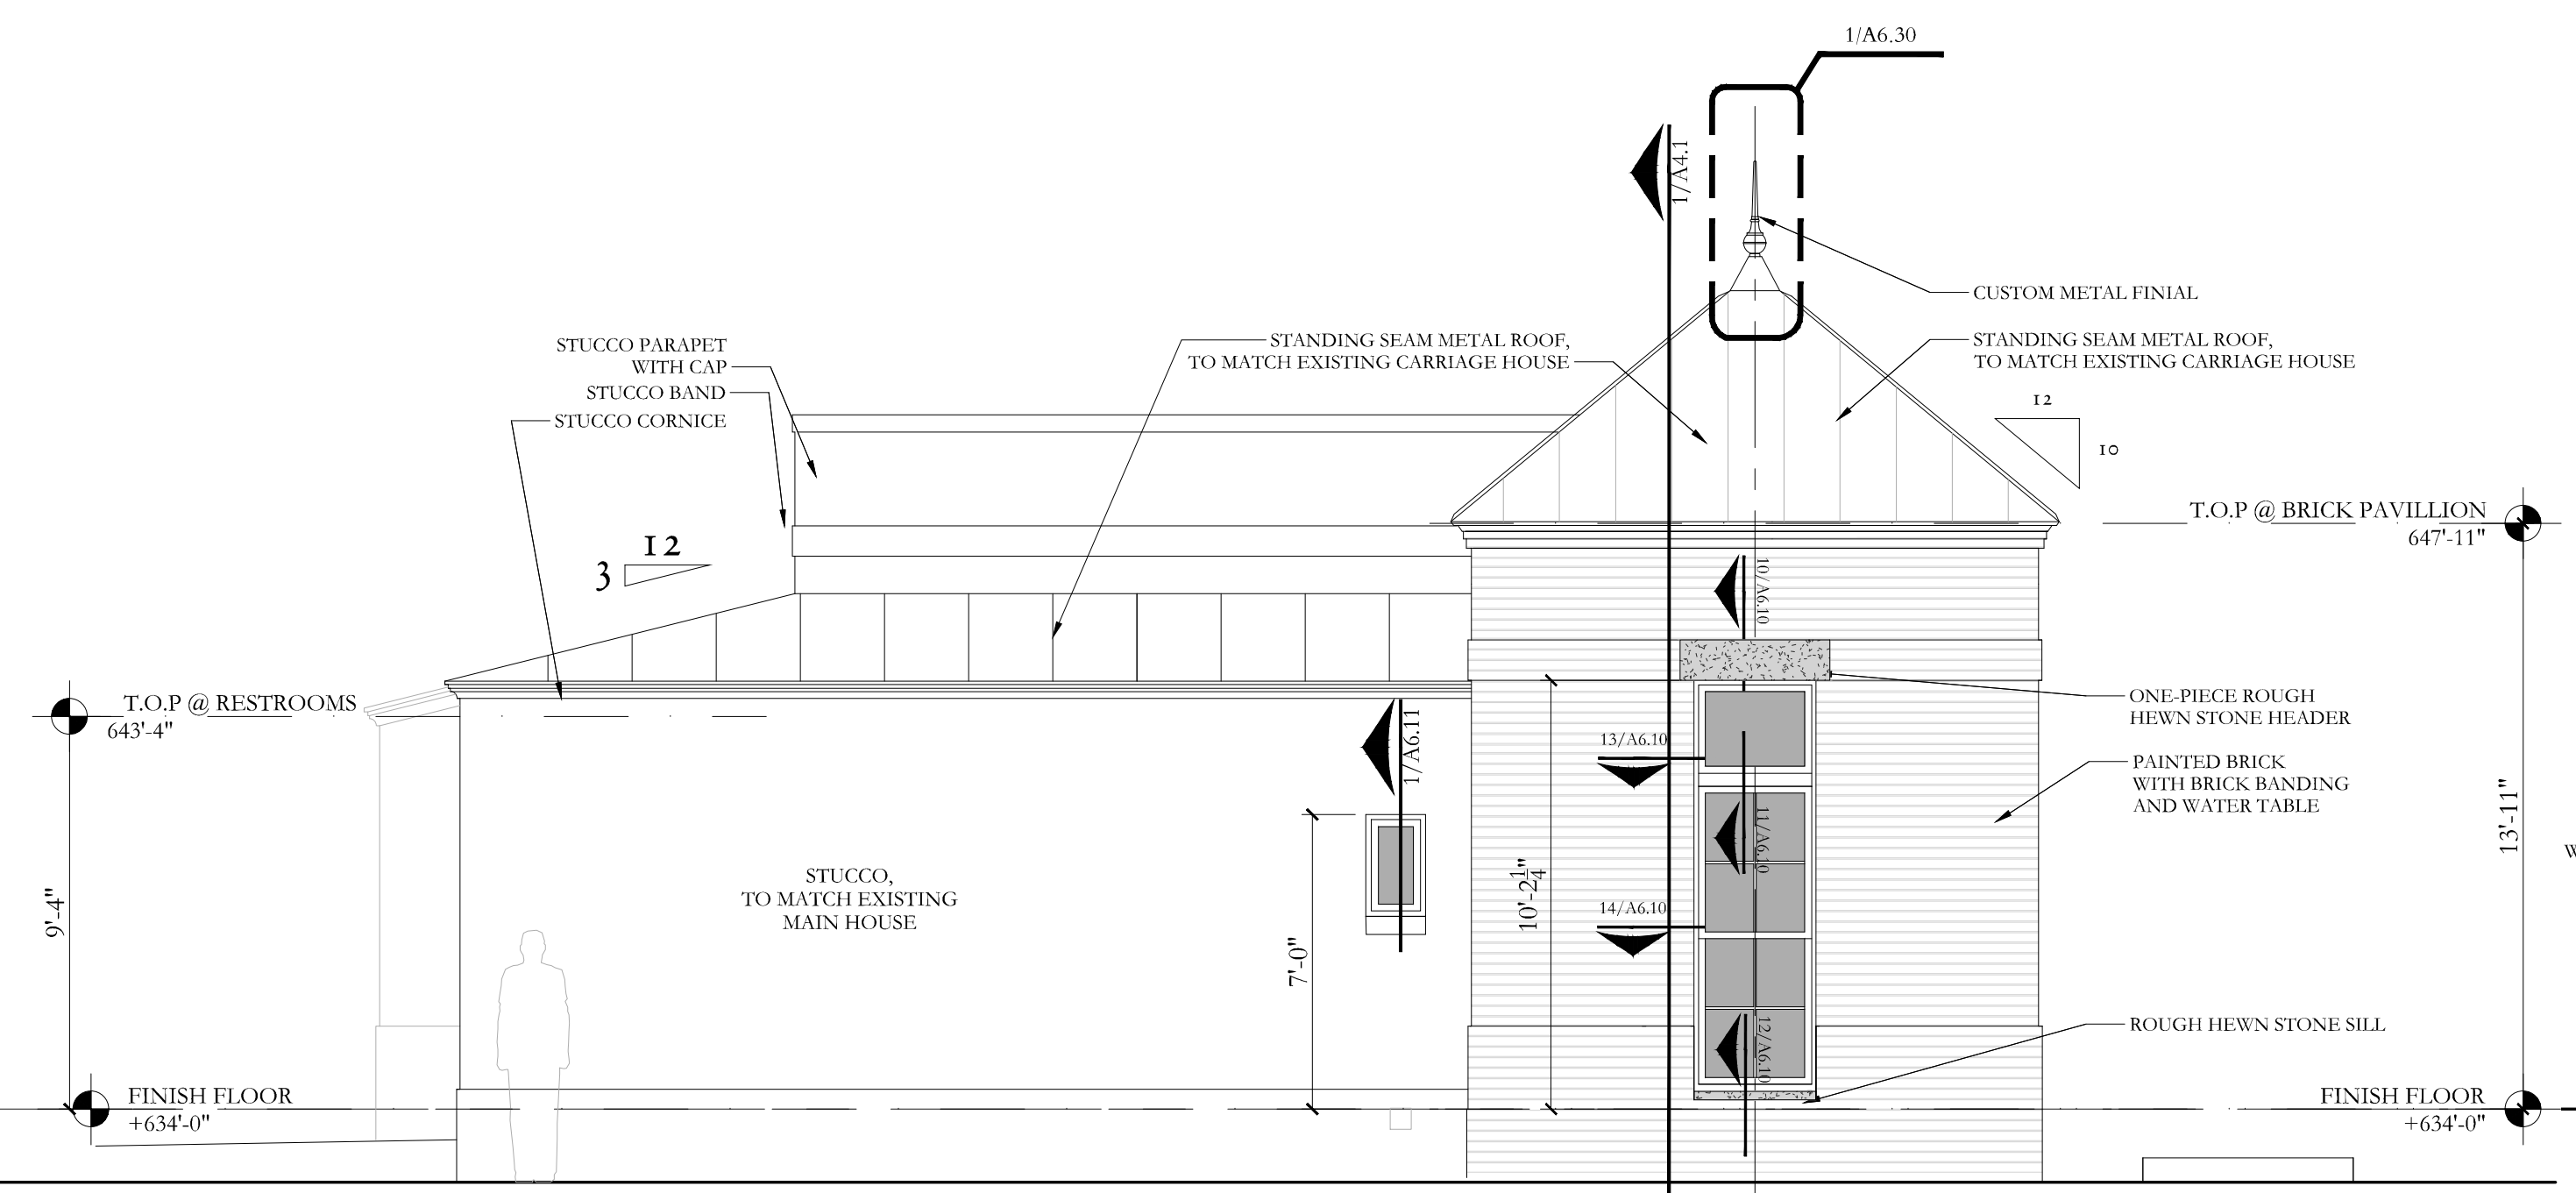 1/A6.30
1/A4.1
CUSTOM METAL FINIAL
STUCCO PARAPET
WITH CAP
STUCCO BAND
STUCCO CORNICE
STANDING SEAM METAL ROOF,
TO MATCH EXISTING CARRIAGE HOUSE
STANDING SEAM METAL ROOF,
TO MATCH EXISTING CARRIAGE HOUSE
12
10
T.O.P @ BRICK PAVILLION
647'-11"
12
3
10/A6.10
T.O.P @ RESTROOMS
643'-4"
ONE-PIECE ROUGH
HEWN STONE HEADER
1/A6.11
13/A6.10
PAINTED BRICK
WITH BRICK BANDING
AND WATER TABLE
11/A6.10
13'-11"
W
STUCCO,
TO MATCH EXISTING
MAIN HOUSE
9'-4"
7'-0"
10'-2 1/4"
14/A6.10
12/A6.10
ROUGH HEWN STONE SILL
FINISH FLOOR
+634'-0"
FINISH FLOOR
+634'-0"